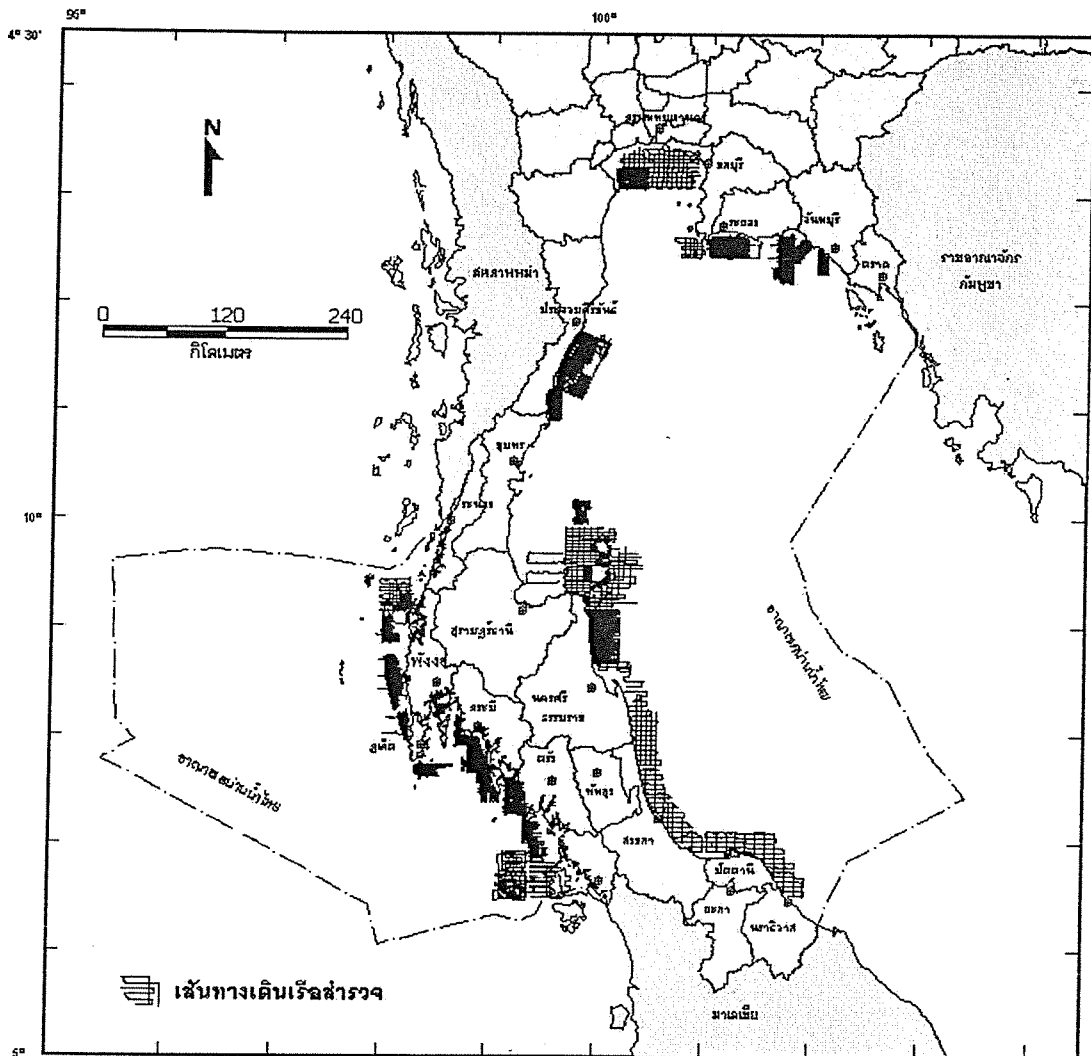 95°
100°
4° 30'
N
ชลบุรี
ระยอง
จันทบุรี
ตราด
ราชอาณาจักร
กัมพูชา
สหภาพพม่า
ประจวบคีรีขันธ์
0 120 240
กิโลเมตร
ชุมพร
10°
ระนอง
สุราษฎร์ธานี
พังงา
กระบี่
นครศรี
ธรรมราช
ภูเก็ต
ตรัง
พัทลุง
อาณาเขตน่านน้ำไทย
อาณาเขตน่านน้ำไทย
สงขลา
ปัตตานี
ยะลา
นราธิวาส
เส้นทางเดินเรือสำรวจ
มาเลเซีย
5°